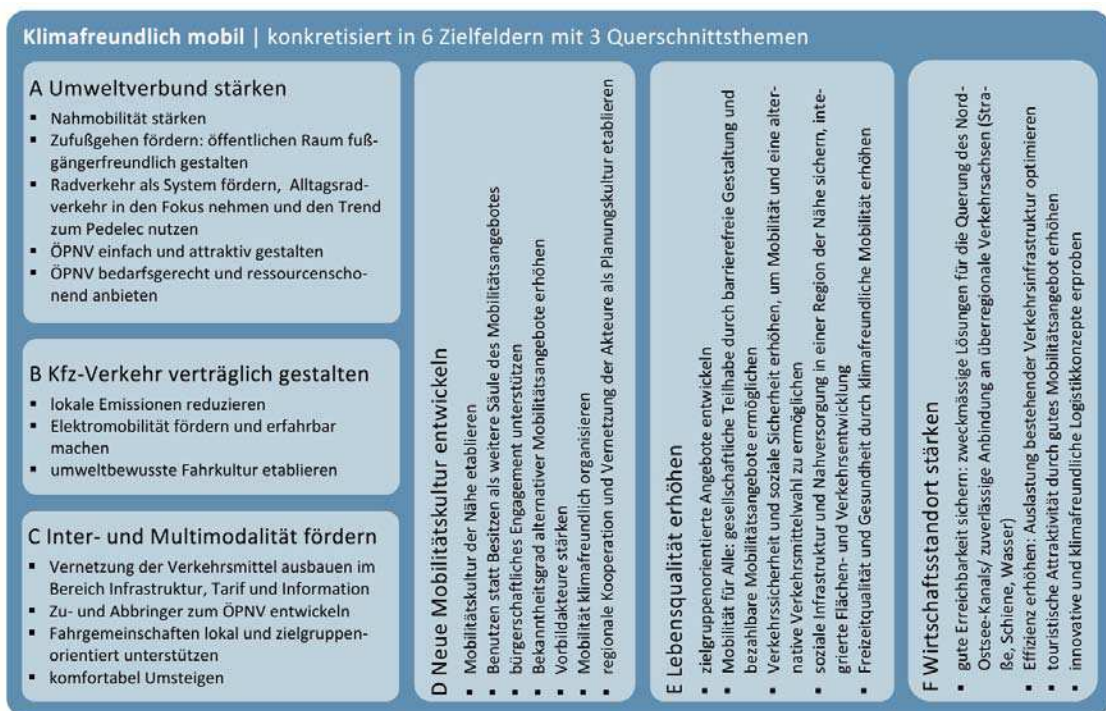 Klimafreundlich mobil | konkretisiert in 6 Zielfeldern mit 3 Querschnittsthemen
A Umweltverbund stärken
▪ Nahmobilität stärken
▪ Zufußgehen fördern: öffentlichen Raum fuß-
gängerfreundlich gestalten
▪ Radverkehr als System fördern, Alltagsrad-
verkehr in den Fokus nehmen und den Trend
zum Pedelec nutzen
▪ ÖPNV einfach und attraktiv gestalten
▪ ÖPNV bedarfsgerecht und ressourcenscho-
nend anbieten
B Kfz-Verkehr verträglich gestalten
▪ lokale Emissionen reduzieren
▪ Elektromobilität fördern und erfahrbar
machen
▪ umweltbewusste Fahrkultur etablieren
C Inter- und Multimodalität fördern
▪ Vernetzung der Verkehrsmittel ausbauen im
Bereich Infrastruktur, Tarif und Information
▪ Zu- und Abbringer zum ÖPNV entwickeln
▪ Fahrgemeinschaften lokal und zielgruppen-
orientiert unterstützen
▪ komfortabel Umsteigen
D Neue Mobilitätskultur entwickeln
▪ Mobilitätskultur der Nähe etablieren
▪ Benutzen statt Besitzen als weitere Säule des Mobilitätsangebotes
▪ bürgerschaftliches Engagement unterstützen
▪ Bekanntheitsgrad alternativer Mobilitätsangebote erhöhen
▪ Vorbildakteure stärken
▪ Mobilität klimafreundlich organisieren
▪ regionale Kooperation und Vernetzung der Akteure als Planungskultur etablieren
E Lebensqualität erhöhen
▪ zielgruppenorientierte Angebote entwickeln
▪ Mobilität für Alle: gesellschaftliche Teilhabe durch barrierefreie Gestaltung und
bezahlbare Mobilitätsangebote ermöglichen
▪ Verkehrssicherheit und soziale Sicherheit erhöhen, um Mobilität und eine alter-
native Verkehrsmittelwahl zu ermöglichen
▪ soziale Infrastruktur und Nahversorgung in einer Region der Nähe sichern, inte-
grierte Flächen- und Verkehrsentwicklung
▪ Freizeitqualität und Gesundheit durch klimafreundliche Mobilität erhöhen
F Wirtschaftsstandort stärken
▪ gute Erreichbarkeit sichern: zweckmässige Lösungen für die Querung des Nord-
Ostsee-Kanals/ zuverlässige Anbindung an überregionale Verkehrsachsen (Stra-
ße, Schiene, Wasser)
▪ Effizienz erhöhen: Auslastung bestehender Verkehrsinfrastruktur optimieren
▪ touristische Attraktivität durch gutes Mobilitätsangebot erhöhen
▪ innovative und klimafreundliche Logistikkonzepte erproben